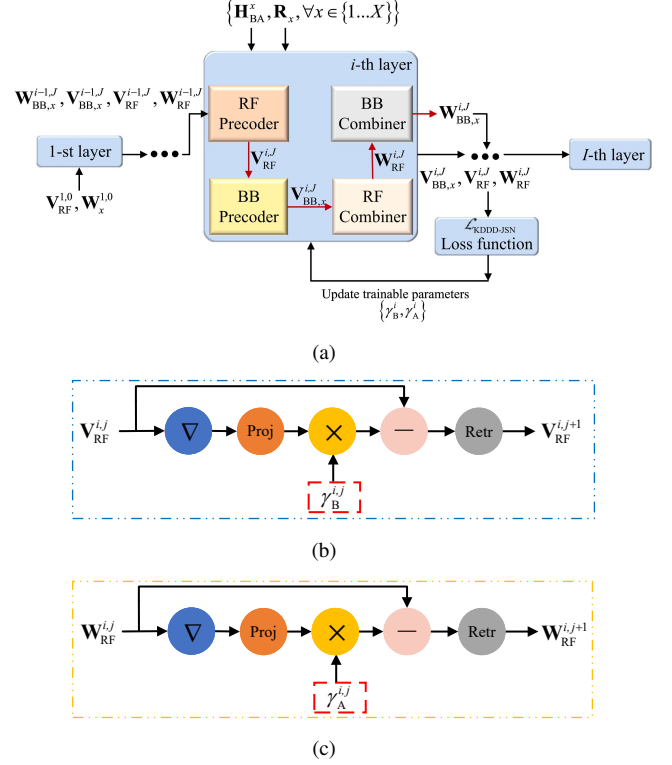 {H_BA^x, R_x, ∀x ∈ {1...X}}
i-th layer
W_BB,x^{i-1,J}, V_BB,x^{i-1,J}, V_RF^{i-1,J}, W_RF^{i-1,J}
RF
Precoder
BB
Combiner
W_BB,x^{i,J}
1-st layer
•••
V_RF^{i,J}
W_RF^{i,J}
•••
I-th layer
V_RF^{1,0}, W_x^{1,0}
BB
Precoder
V_BB,x^{i,J}
RF
Combiner
V_BB,x^{i,J}, V_RF^{i,J}, W_RF^{i,J}
ℒ_KDDD-JSN
Loss function
Update trainable parameters
{γ_B^i, γ_A^i}
(a)
V_RF^{i,j}
∇
Proj
×
−
Retr
V_RF^{i,j+1}
γ_B^{i,j}
(b)
W_RF^{i,j}
∇
Proj
×
−
Retr
W_RF^{i,j+1}
γ_A^{i,j}
(c)